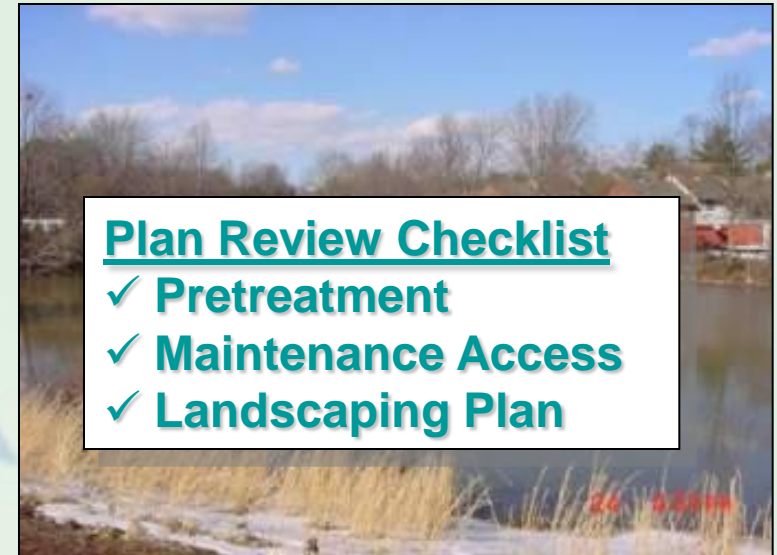 Plan Review Checklist
✓ Pretreatment
✓ Maintenance Access
✓ Landscaping Plan